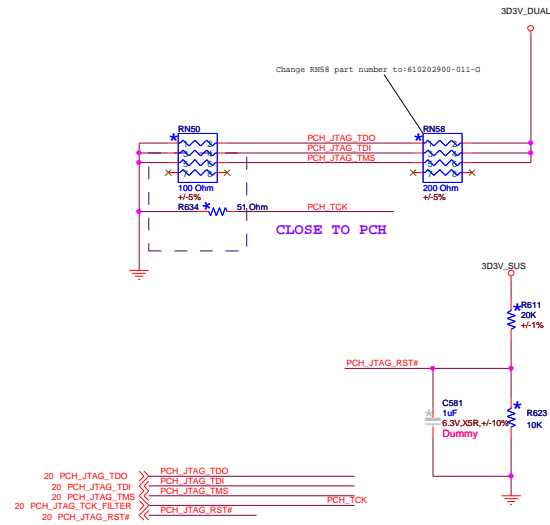 3D3V_DUAL
Change RN58 part number to:610202900-011-G
RN50
RN58
PCH_JTAG_TDO
PCH_JTAG_TDI
PCH_JTAG_TMS
100 Ohm
+/-5%
200 Ohm
+/-5%
R634
51 Ohm
PCH_TCK
CLOSE TO PCH
3D3V_SUS
R611
20K
+/-1%
PCH_JTAG_RST#
C581
1uF
6.3V,X5R,+/-10%
Dummy
R623
10K
20 PCH_JTAG_TDO
PCH_JTAG_TDO
20 PCH_JTAG_TDI
PCH_JTAG_TDI
20 PCH_JTAG_TMS
PCH_JTAG_TMS
20 PCH_JTAG_TCK_FILTER
PCH_TCK
20 PCH_JTAG_RST#
PCH_JTAG_RST#